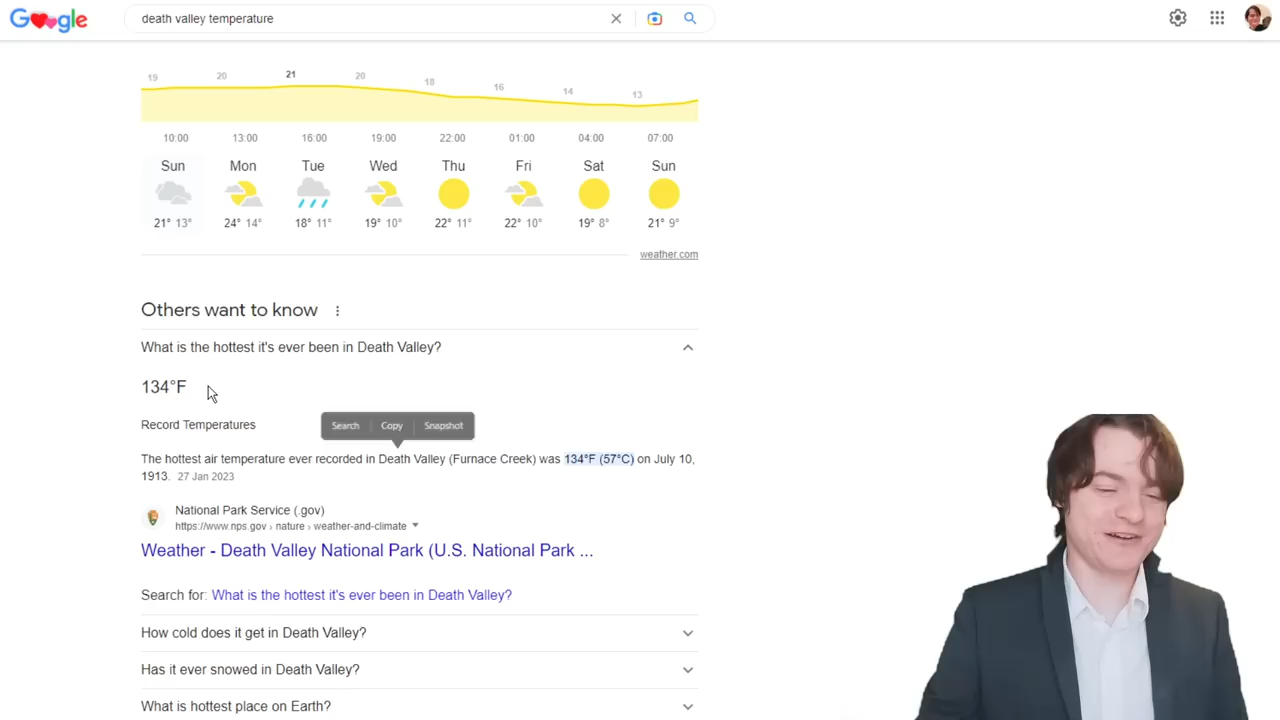 Google
death valley temperature
19 20 21 20 18 16 14 13
10:00 13:00 16:00 19:00 22:00 01:00 04:00 07:00
Sun Mon Tue Wed Thu Fri Sat Sun
21° 13° 24° 14° 18° 11° 19° 10° 22° 11° 22° 10° 19° 8° 21° 9°
weather.com
Others want to know
What is the hottest it's ever been in Death Valley?
134°F
Record Temperatures
Search Copy Snapshot
The hottest air temperature ever recorded in Death Valley (Furnace Creek) was 134°F (57°C) on July 10,
1913. 27 Jan 2023
National Park Service (.gov)
https://www.nps.gov › nature › weather-and-climate
Weather - Death Valley National Park (U.S. National Park ...
Search for: What is the hottest it's ever been in Death Valley?
How cold does it get in Death Valley?
Has it ever snowed in Death Valley?
What is hottest place on Earth?